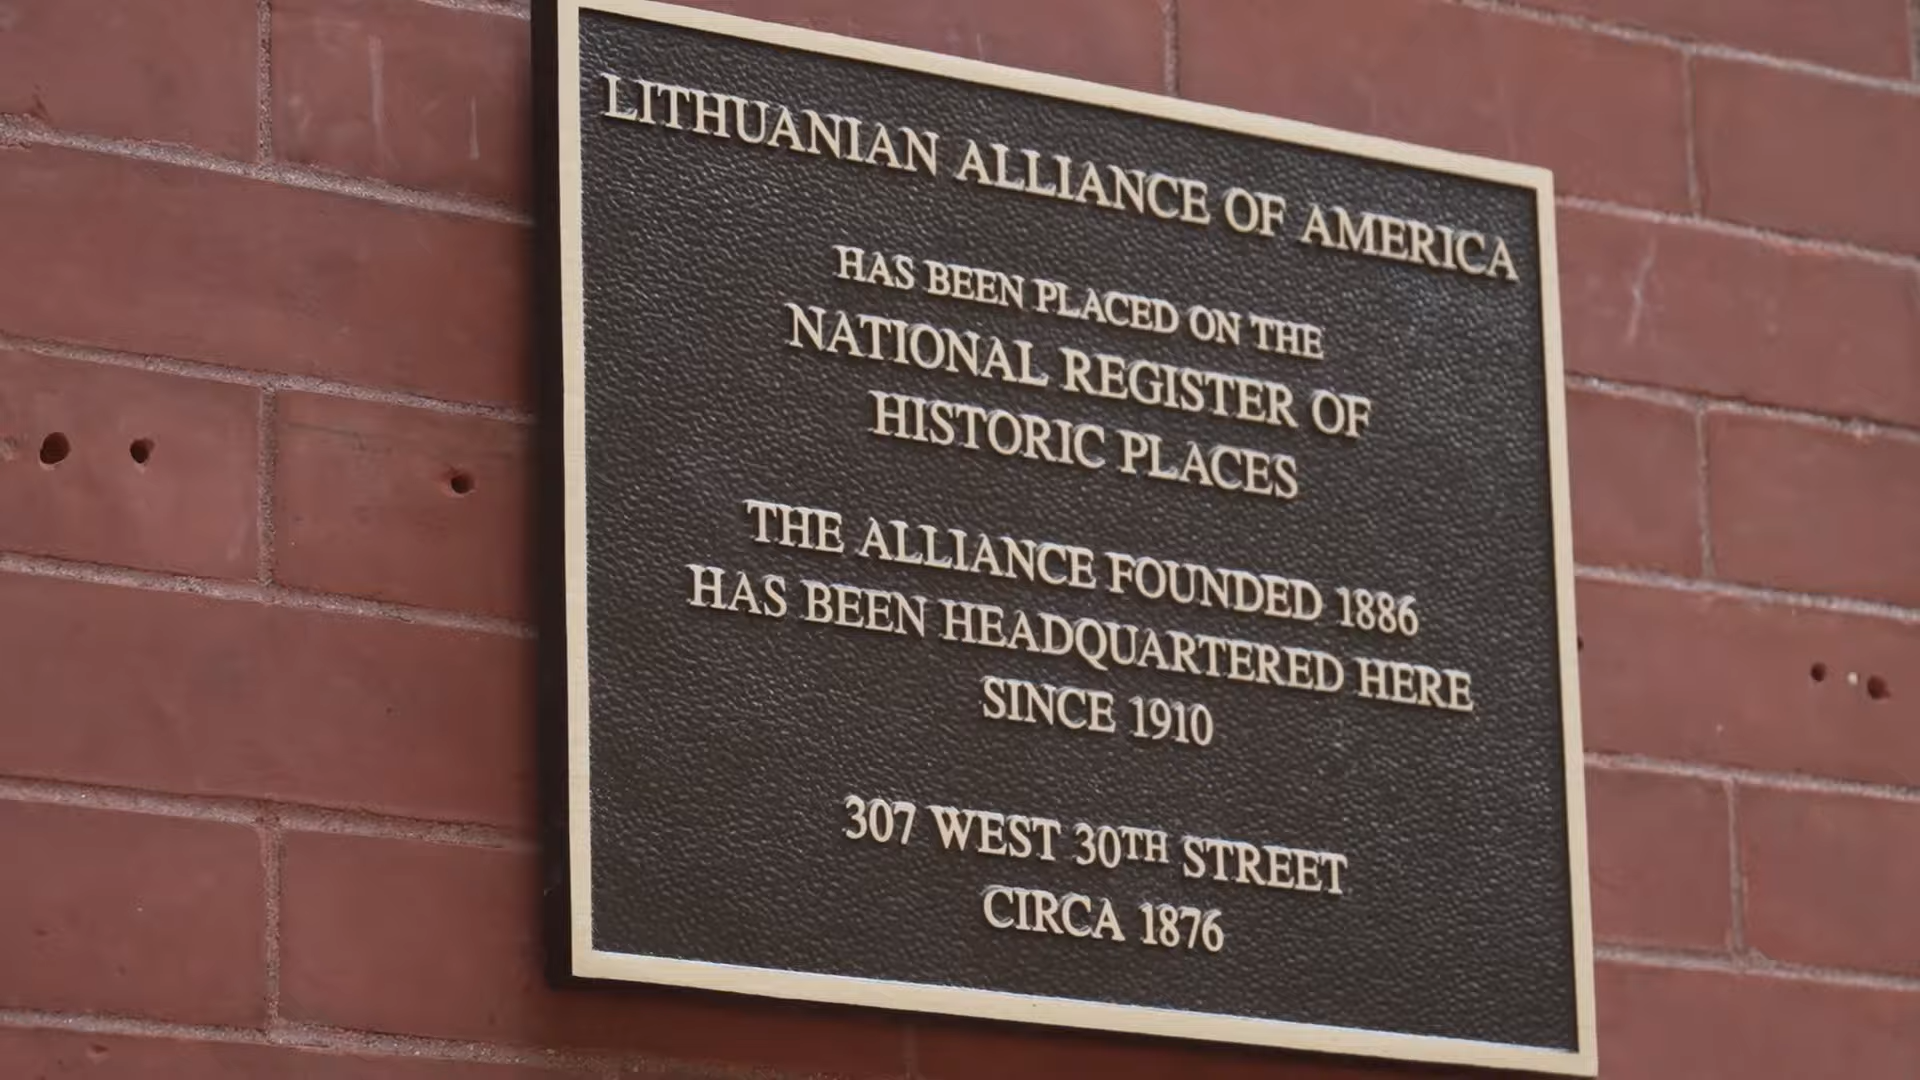 LITHUANIAN ALLIANCE OF AMERICA
HAS BEEN PLACED ON THE
NATIONAL REGISTER OF
HISTORIC PLACES
THE ALLIANCE FOUNDED 1886
HAS BEEN HEADQUARTERED HERE
SINCE 1910
307 WEST 30TH STREET
CIRCA 1876